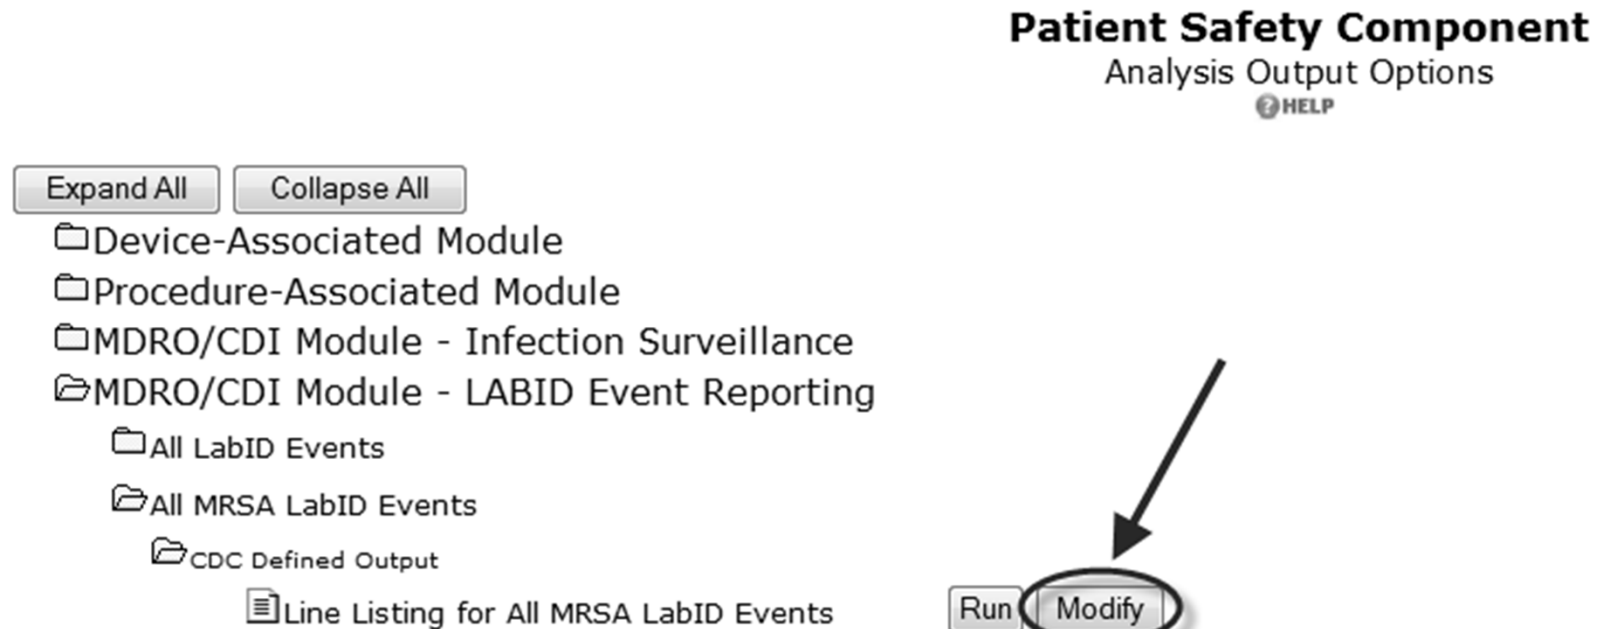 Patient Safety Component
Analysis Output Options
?HELP
Expand All Collapse All
Device-Associated Module
Procedure-Associated Module
MDRO/CDI Module - Infection Surveillance
MDRO/CDI Module - LABID Event Reporting
All LabID Events
All MRSA LabID Events
CDC Defined Output
Line Listing for All MRSA LabID Events Run Modify